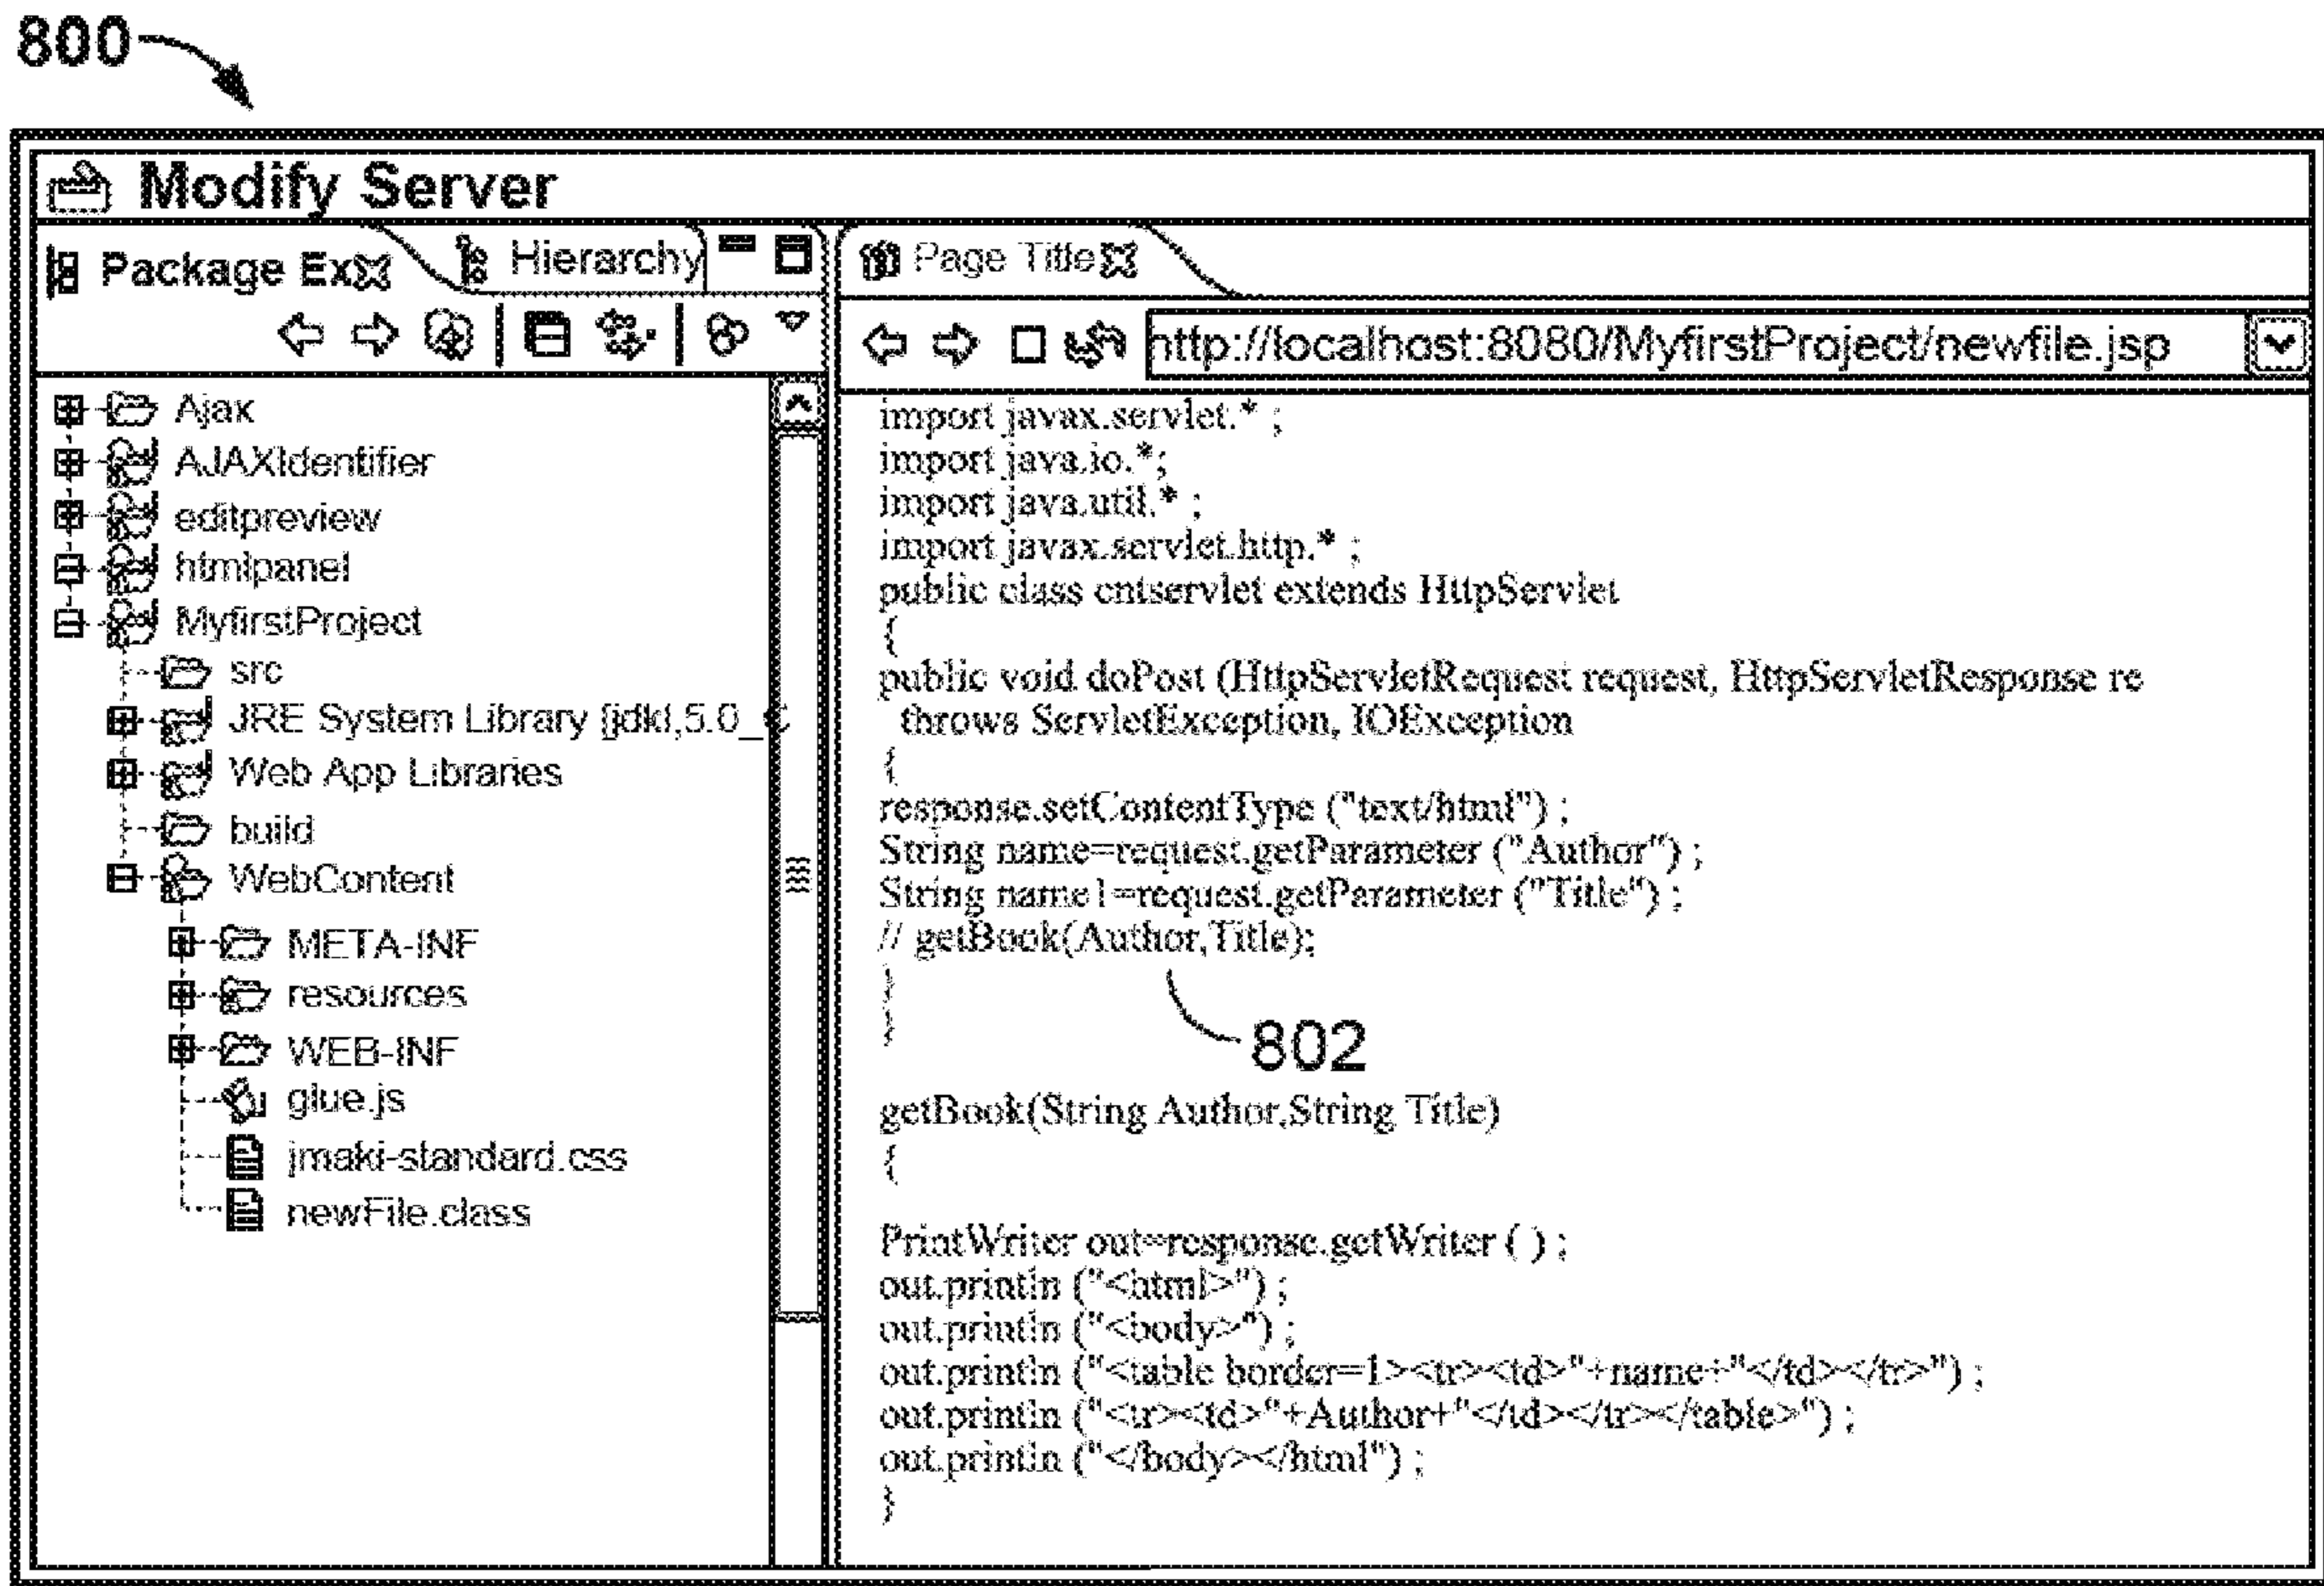 800
Modify Server
Package Ex
Hierarchy
Ajax
AJAXIdentifier
editpreview
htmlpanel
MyfirstProject
src
JRE System Library [jdkl,5.0_C
Web App Libraries
build
WebContent
META-INF
resources
WEB-INF
glue.js
jmaki-standard.css
newFile.class
Page Title
http://localhost:8080/MyfirstProject/newfile.jsp
import javax.servlet.* ;
import java.io.*;
import java.util.* ;
import javax.servlet.http.* ;
public class cntservlet extends HttpServlet
{
public void doPost (HttpServletRequest request, HttpServletResponse re
throws ServletException, IOException
{
response.setContentType ("text/html") ;
String name=request.getParameter ("Author") ;
String name1=request.getParameter ("Title") ;
// getBook(Author,Title);
}
}
802
getBook(String Author,String Title)
{
PrintWriter out=response.getWriter ( ) ;
out.println ("<html>") ;
out.println ("<body>") ;
out.println ("<table border=1><tr><td>"+name+"</td></tr>") ;
out.println ("<tr><td>"+Author+"</td></tr></table>") ;
out.println ("</body></html") ;
}